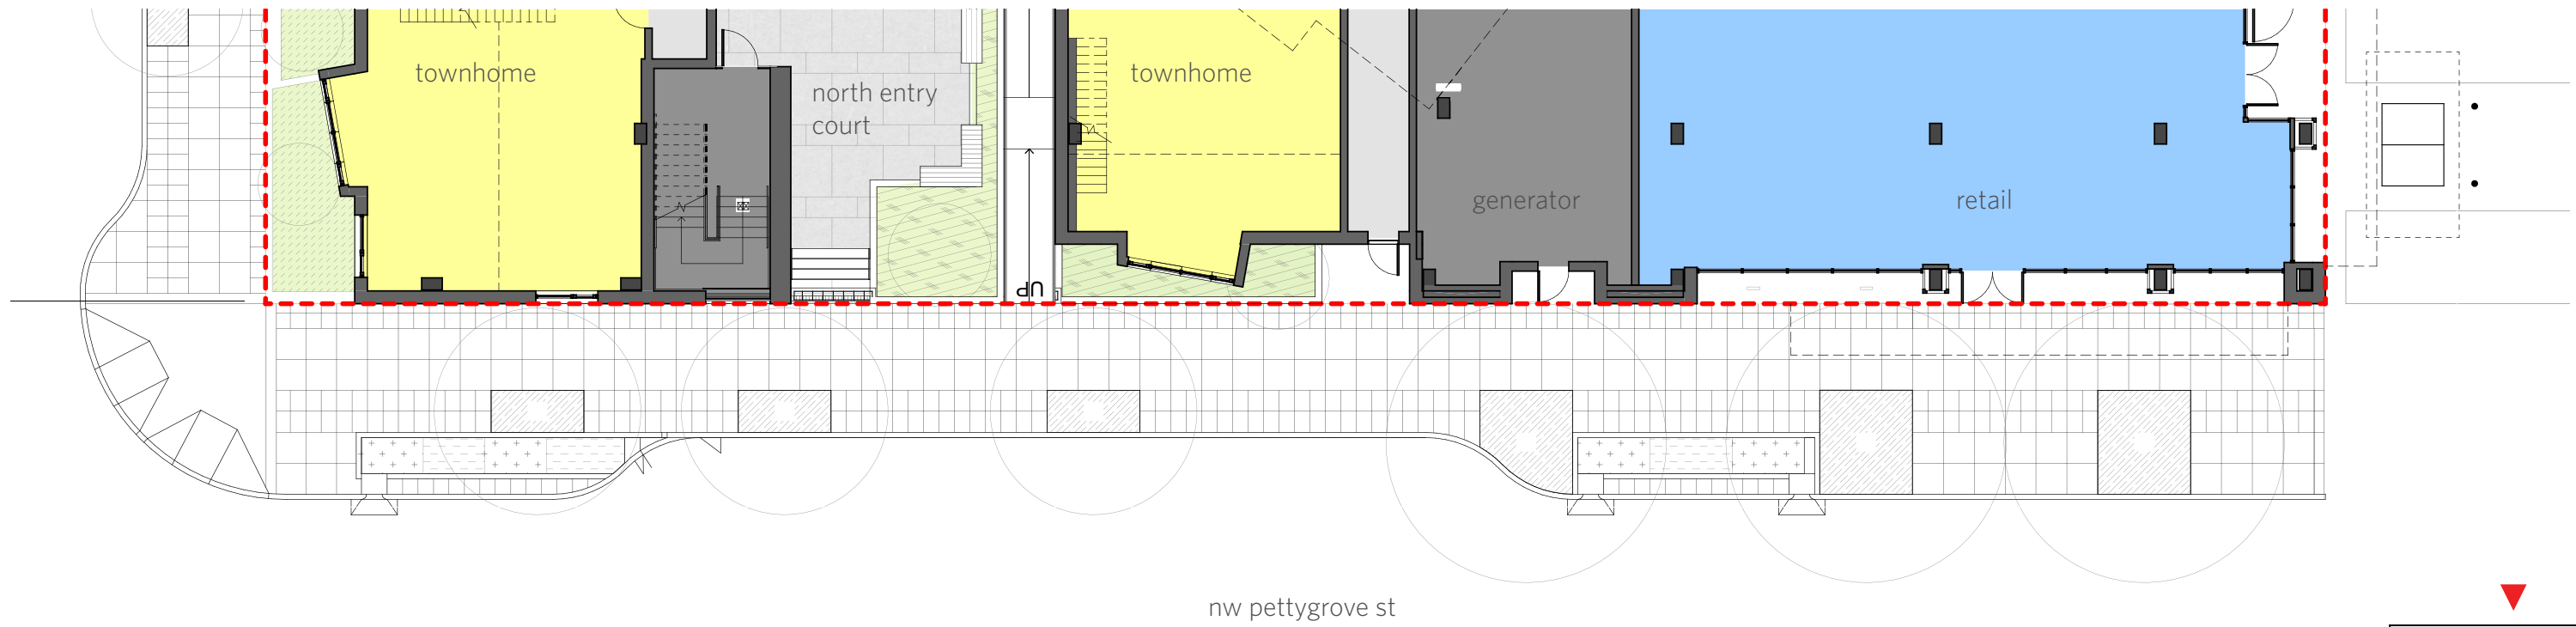 townhome
north entry
court
townhome
UP
generator
retail
nw pettygrove st